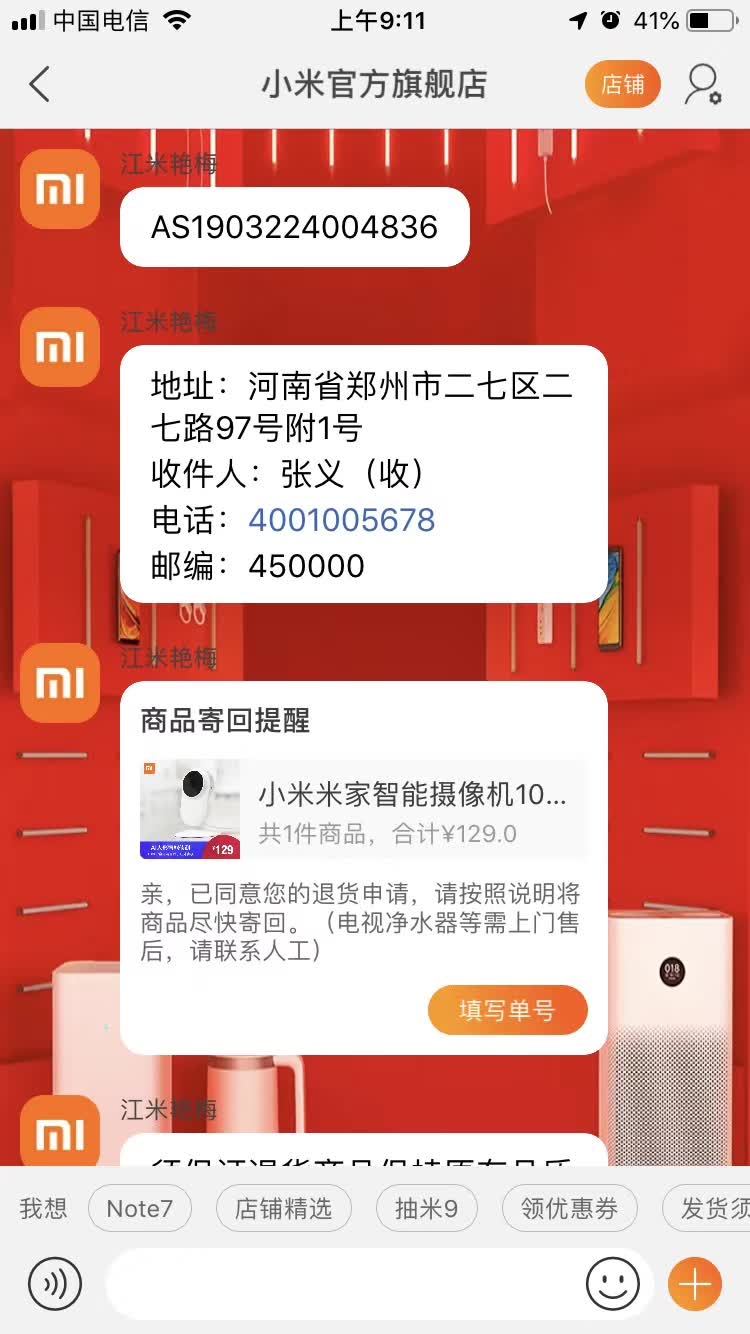 中国电信
上午9:11
41%
小米官方旗舰店
店铺
江米艳梅
AS1903224004836
江米艳梅
地址：河南省郑州市二七区二
七路97号附1号
收件人：张义（收）
电话：4001005678
邮编：450000
江米艳梅
商品寄回提醒
小米米家智能摄像机10...
共1件商品，合计¥129.0
¥129
亲，已同意您的退货申请，请按照说明将
商品尽快寄回。（电视净水器等需上门售
后，请联系人工）
填写单号
018
江米艳梅
我想
Note7
店铺精选
抽米9
领优惠券
发货须